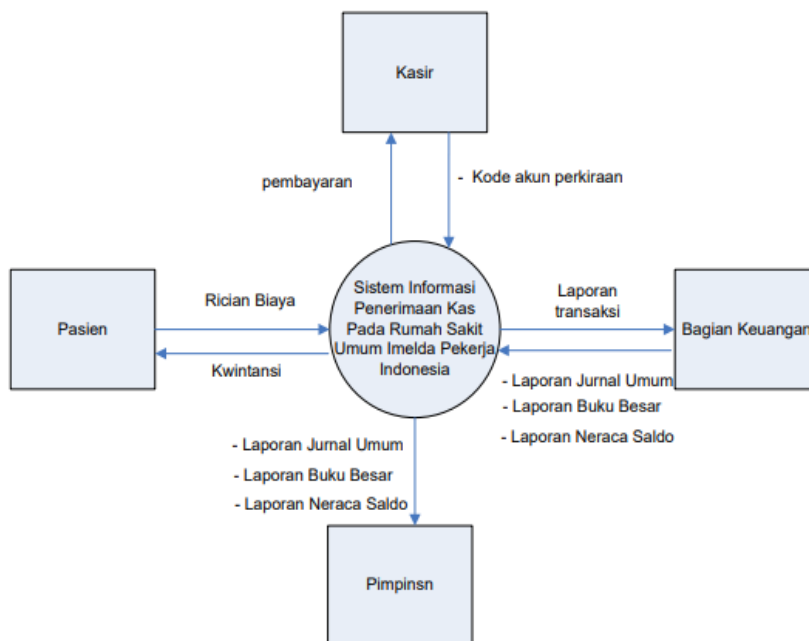 Kasir
pembayaran
- Kode akun perkiraan
Pasien
Rician Biaya
Kwintansi
Sistem Informasi
Penerimaan Kas
Pada Rumah Sakit
Umum Imelda Pekerja
Indonesia
Laporan
transaksi
Bagian Keuangan
- Laporan Jurnal Umum
- Laporan Buku Besar
- Laporan Neraca Saldo
- Laporan Jurnal Umum
- Laporan Buku Besar
- Laporan Neraca Saldo
Pimpinsn